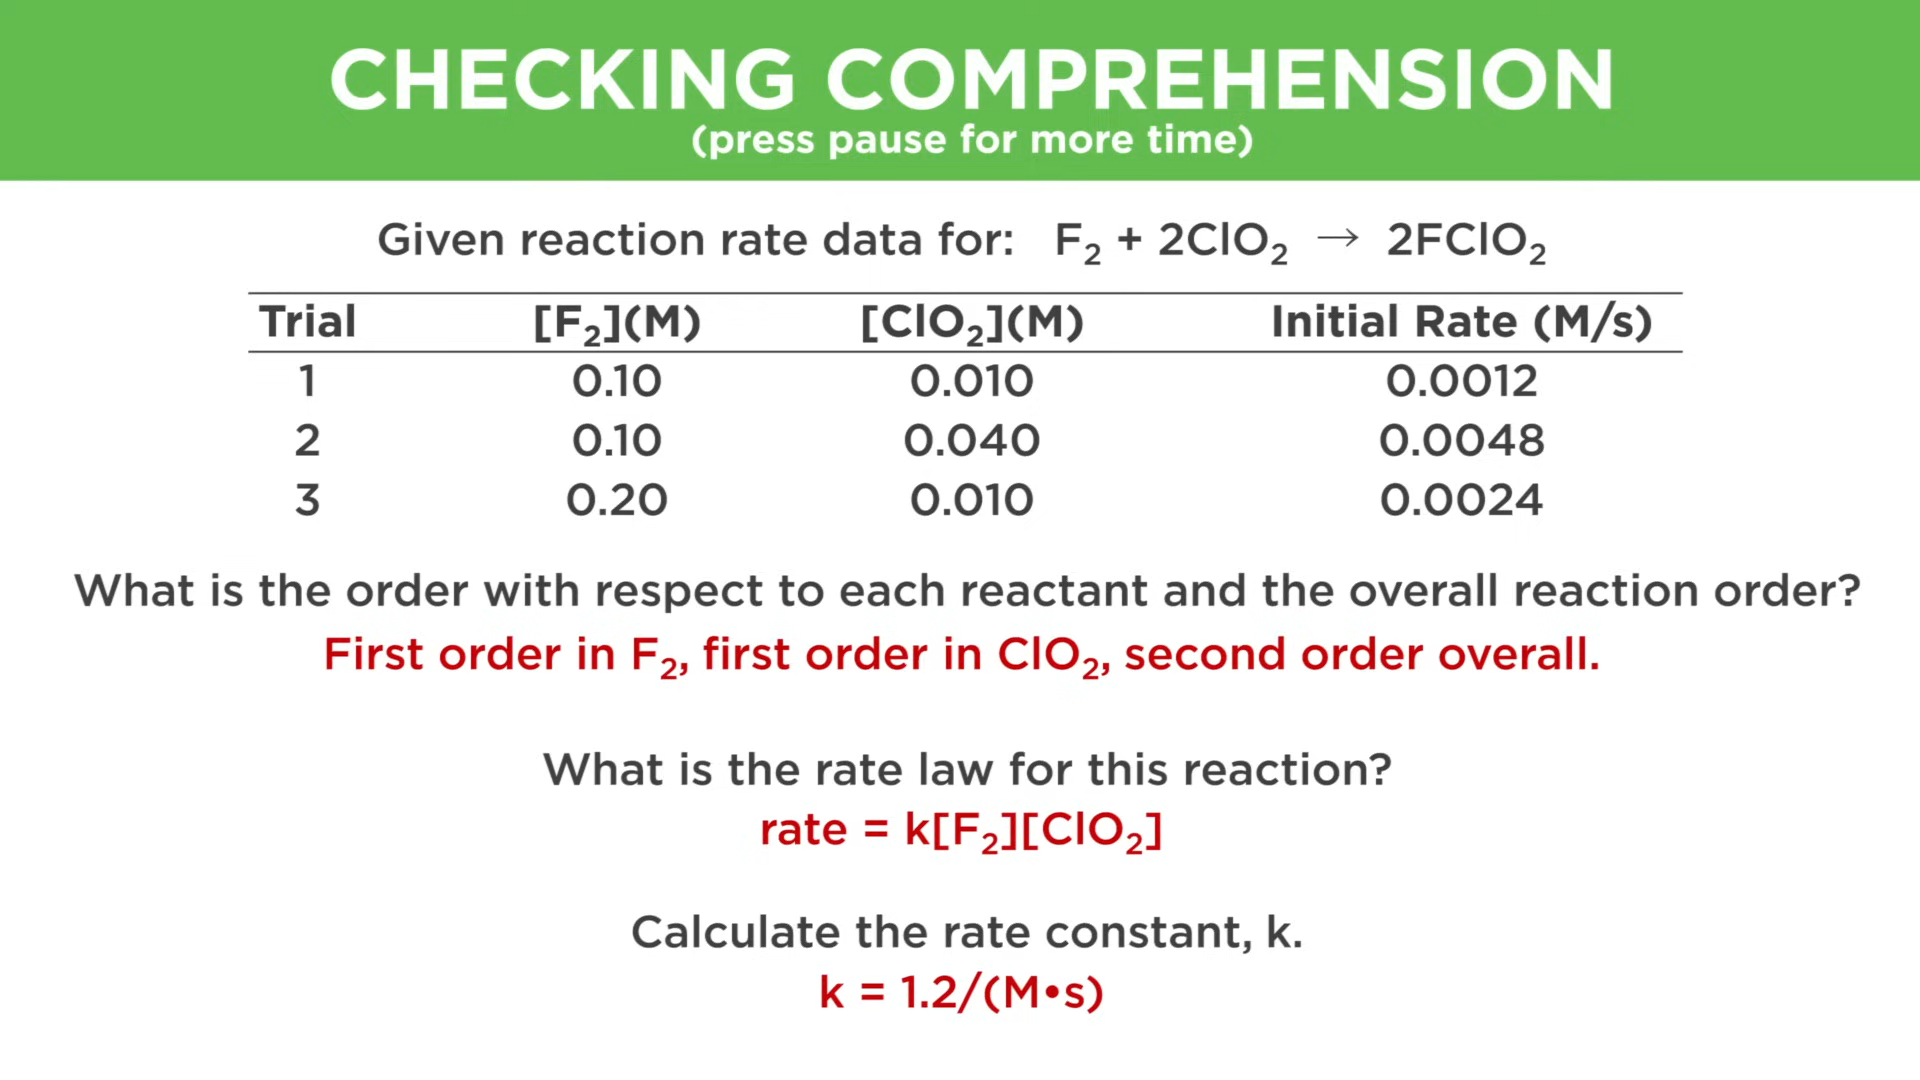 CHECKING COMPREHENSION
(press pause for more time)
Given reaction rate data for: F₂ + 2ClO₂ → 2FClO₂
Trial [F₂](M) [ClO₂](M) Initial Rate (M/s)
1 0.10 0.010 0.0012
2 0.10 0.040 0.0048
3 0.20 0.010 0.0024
What is the order with respect to each reactant and the overall reaction order?
First order in F₂, first order in ClO₂, second order overall.
What is the rate law for this reaction?
rate = k[F₂][ClO₂]
Calculate the rate constant, k.
k = 1.2/(M•s)